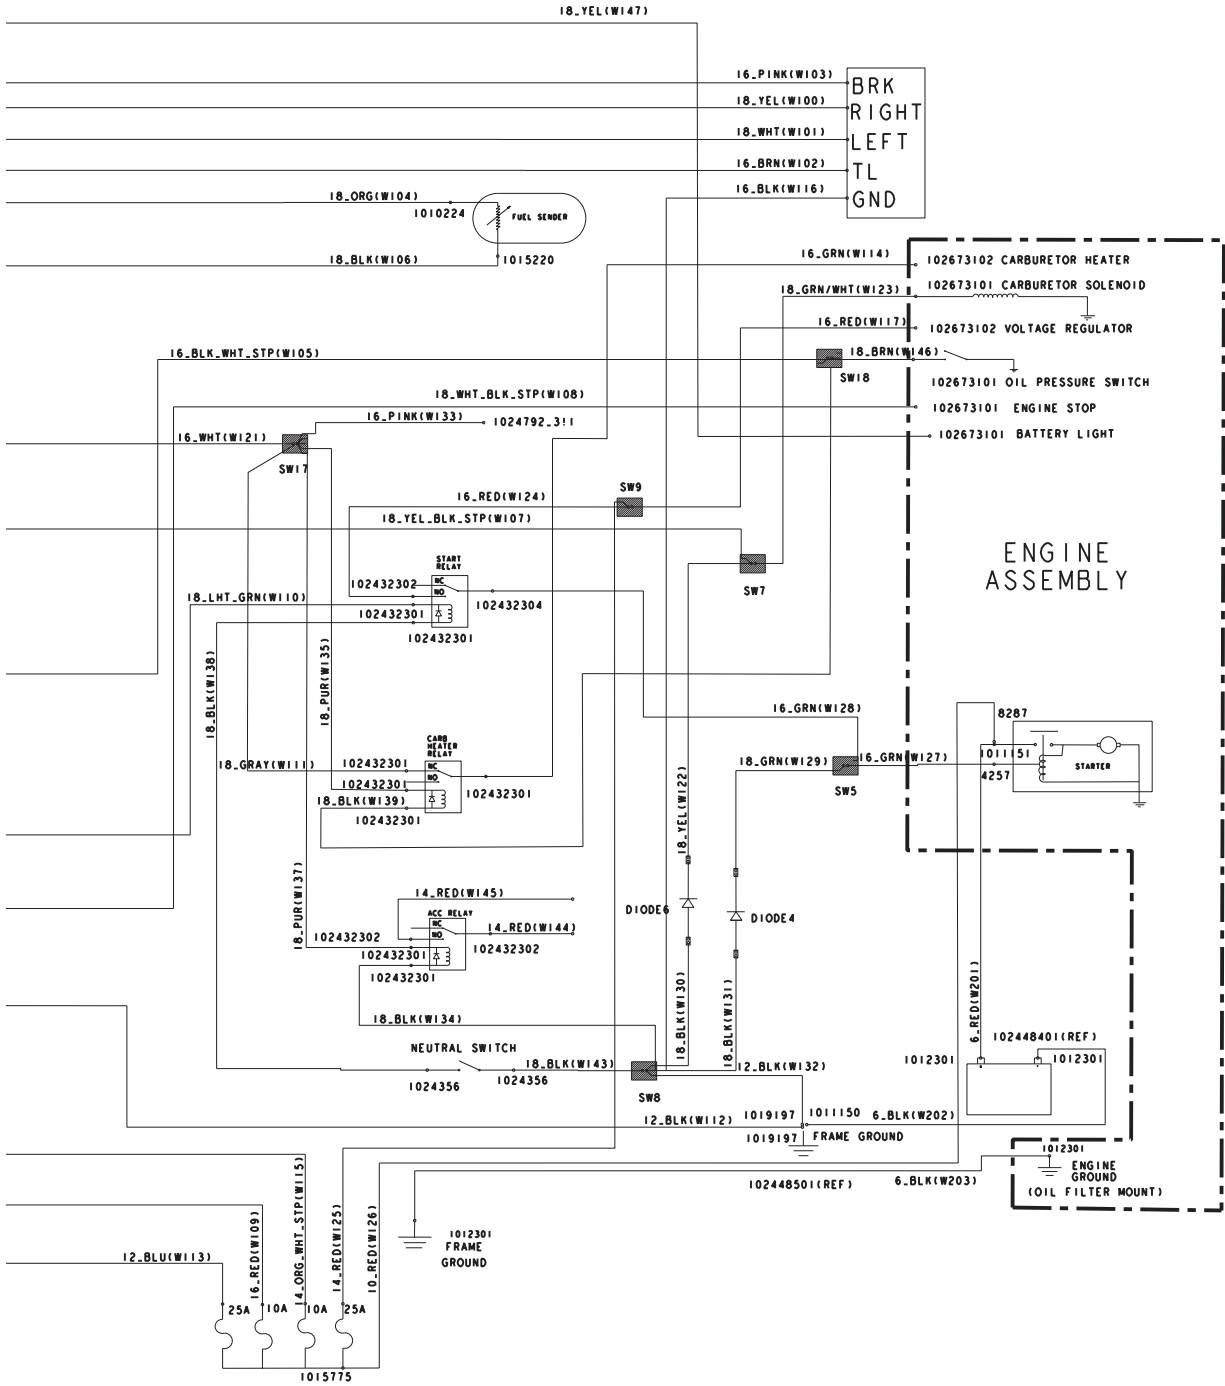 18_YEL(W147)
16_PINK(W103)
BRK
18_YEL(W100)
RIGHT
18_WHT(W101)
LEFT
16_BRN(W102)
TL
16_BLK(W116)
GND
18_ORG(W104)
1010224
FUEL SENDER
18_BLK(W106)
1015220
16_GRN(W114)
102673102 CARBURETOR HEATER
18_GRN/WHT(W123)
102673101 CARBURETOR SOLENOID
16_RED(W117)
102673102 VOLTAGE REGULATOR
16_BLK_WHT_STP(W105)
18_BRN(W146)
SW18
102673101 OIL PRESSURE SWITCH
18_WHT_BLK_STP(W108)
102673101 ENGINE STOP
16_PINK(W133)
1024792_3!1
16_WHT(W121)
102673101 BATTERY LIGHT
SW17
SW9
16_RED(W124)
18_YEL_BLK_STP(W107)
ENGINE
ASSEMBLY
START
RELAY
102432302
NC
NO
SW7
18_LHT_GRN(W110)
102432301
102432304
102432301
18_BLK(W138)
18_PUR(W135)
16_GRN(W128)
8287
CARB
HEATER
RELAY
18_GRAY(W111)
102432301
NC
NO
102432301
18_BLK(W139)
102432301
102432301
18_GRN(W129)
16_GRN(W127)
SW5
1011151
4257
STARTER
18_YEL(W122)
18_PUR(W137)
14_RED(W145)
ACC RELAY
NC
NO
14_RED(W144)
102432302
102432301
102432302
102432301
DIODE6
DIODE4
18_BLK(W130)
18_BLK(W131)
6_RED(W201)
18_BLK(W134)
NEUTRAL SWITCH
18_BLK(W143)
1024356
1024356
SW8
12_BLK(W132)
102448401(REF)
1012301
1012301
12_BLK(W112)
1019197
1011150
6_BLK(W202)
1019197
FRAME GROUND
1012301
ENGINE
GROUND
(OIL FILTER MOUNT)
102448501(REF)
6_BLK(W203)
1012301
FRAME
GROUND
12_BLU(W113)
16_RED(W109)
14_ORG_WHT_STP(W115)
14_RED(W125)
10_RED(W126)
25A
10A
10A
25A
1015775